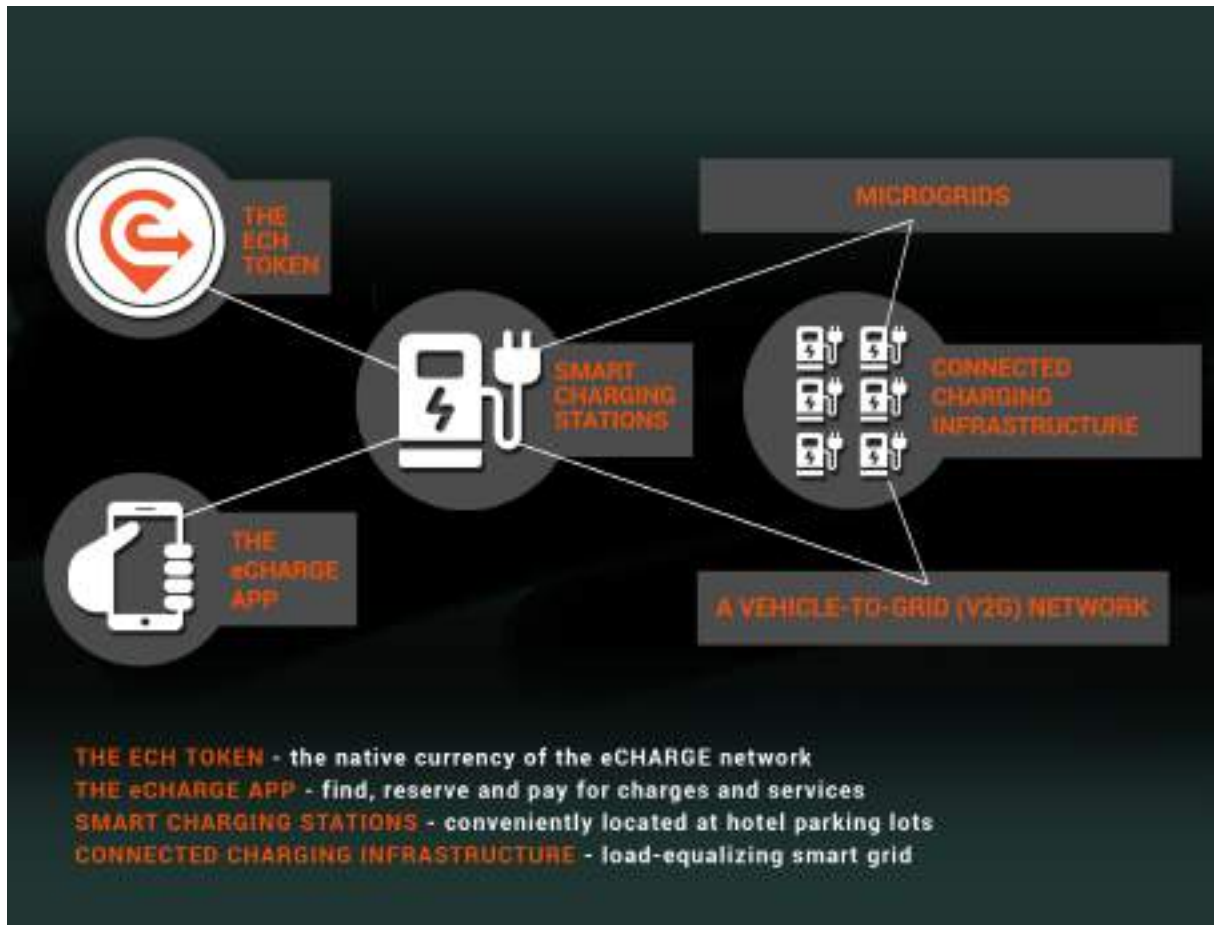 THE
ECH
TOKEN
MICROGRIDS
SMART
CHARGING
STATIONS
CONNECTED
CHARGING
INFRASTRUCTURE
THE
eCHARGE
APP
A VEHICLE-TO-GRID (V2G) NETWORK
THE ECH TOKEN - the native currency of the eCHARGE network
THE eCHARGE APP - find, reserve and pay for charges and services
SMART CHARGING STATIONS - conveniently located at hotel parking lots
CONNECTED CHARGING INFRASTRUCTURE - load-equalizing smart grid